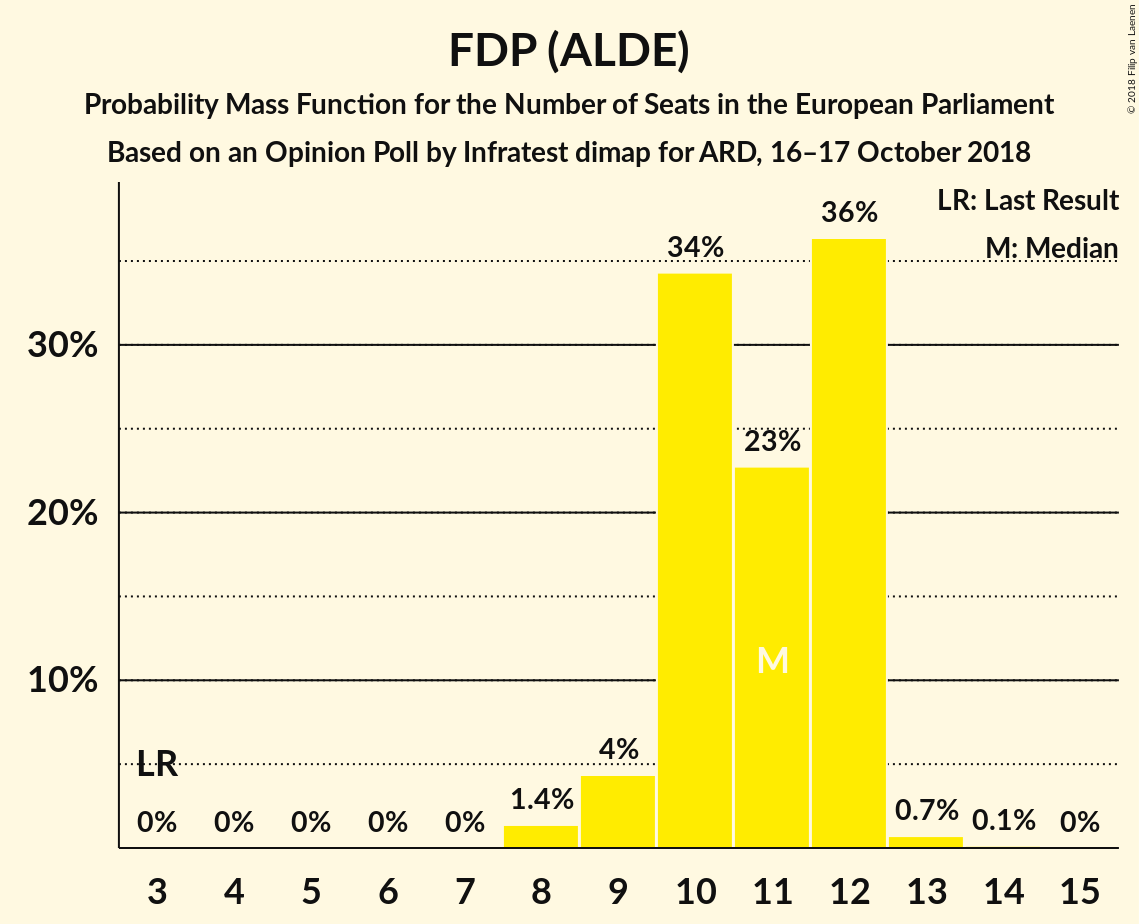 FDP (ALDE)
Probability Mass Function for the Number of Seats in the European Parliament
Based on an Opinion Poll by Infratest dimap for ARD, 16–17 October 2018
© 2018 Filip van Laenen
LR: Last Result
M: Median
36%
34%
30%
23%
20%
M
10%
LR
4%
1.4%
0% 0% 0% 0% 0% 0.7% 0.1% 0%
3 4 5 6 7 8 9 10 11 12 13 14 15